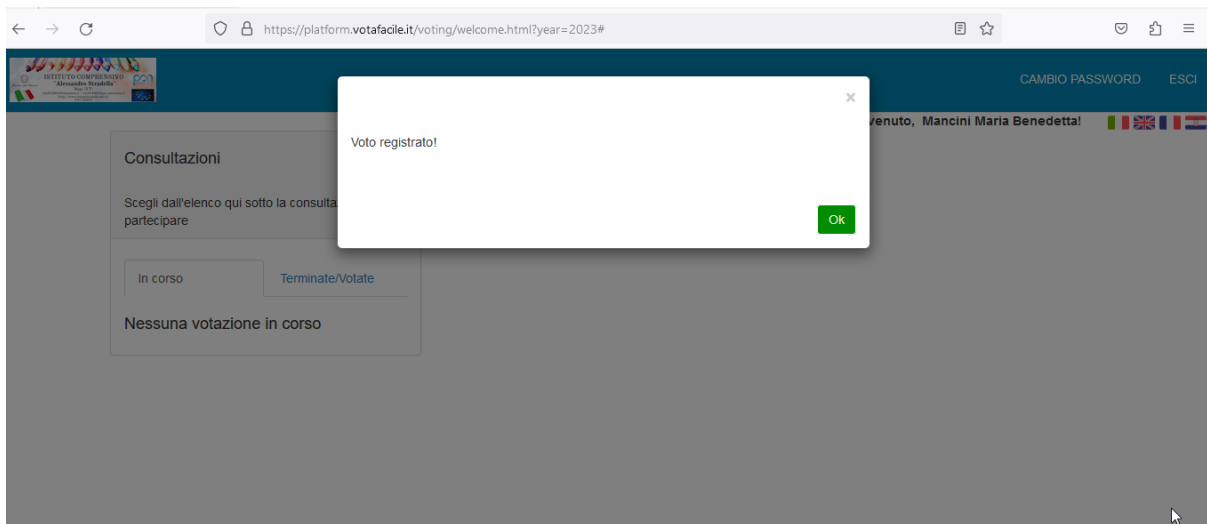 https://platform.votafacile.it/voting/welcome.html?year=2023#
ISTITUTO COMPRENSIVO
"Alessandro Stradella"
CAMBIO PASSWORD
ESCI
venuto, Mancini Maria Benedetta!
Voto registrato!
Ok
Consultazioni
Scegli dall'elenco qui sotto la consulta
partecipare
In corso
Terminate/Votate
Nessuna votazione in corso